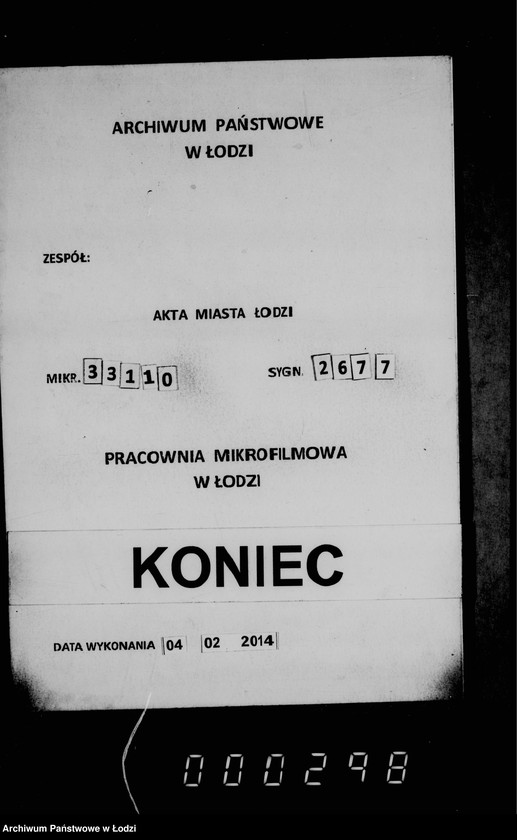 ARCHIWUM PAŃSTWOWE
W ŁODZI
ZESPÓŁ:
AKTA MIASTA ŁODZI
MIKR. 33110 SYGN. 2677
PRACOWNIA MIKROFILMOWA
W ŁODZI
KONIEC
DATA WYKONANIA 04 02 2014
000298
Archiwum Państwowe w Łodzi